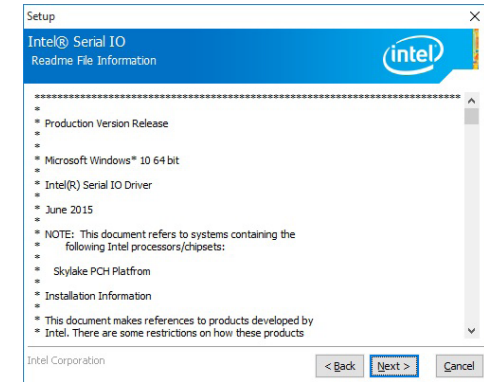 Setup
Intel® Serial IO
Readme File Information
intel
*******************************************************************************
*
* Production Version Release
*
*
* Microsoft Windows* 10 64 bit
*
* Intel(R) Serial IO Driver
*
* June 2015
*
* NOTE: This document refers to systems containing the
* following Intel processors/chipsets:
*
* Skylake PCH Platfrom
*
* Installation Information
*
* This document makes references to products developed by
* Intel. There are some restrictions on how these products
Intel Corporation
< Back
Next >
Cancel